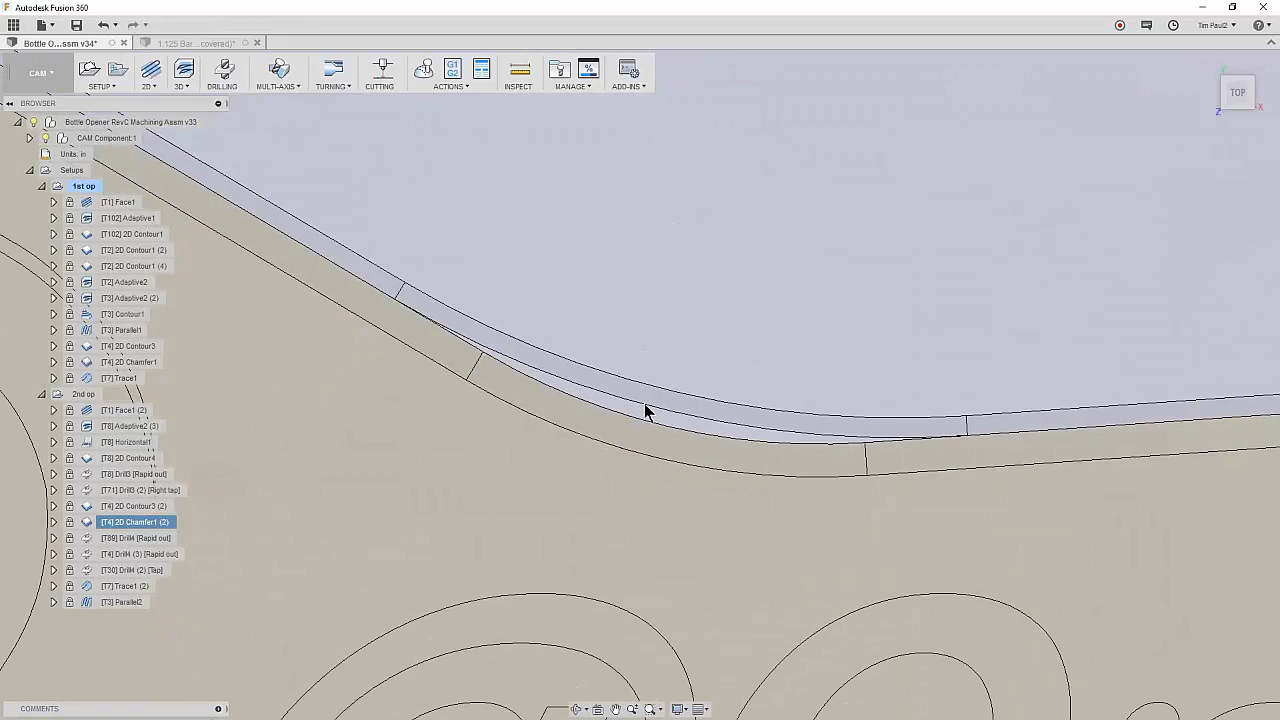 Autodesk Fusion 360
Tim Paul2
Bottle O...ssm v34*
1.125 Bar...covered)*
CAM
SETUP
2D
3D
DRILLING
MULTI-AXIS
TURNING
CUTTING
G1
G2
ACTIONS
INSPECT
MANAGE
ADD-INS
TOP
Y
X
Z
BROWSER
Bottle Opener RevC Machining Assm v33
CAM Component:1
Units: in
Setups
1st op
[T1] Face1
[T102] Adaptive1
[T102] 2D Contour1
[T2] 2D Contour1 (2)
[T2] 2D Contour1 (4)
[T2] Adaptive2
[T3] Adaptive2 (2)
[T3] Contour1
[T3] Parallel1
[T4] 2D Contour3
[T4] 2D Chamfer1
[T7] Trace1
2nd op
[T1] Face1 (2)
[T8] Adaptive2 (3)
[T8] Horizontal1
[T8] 2D Contour4
[T8] Drill3 [Rapid out]
[T71] Drill3 (2) [Right tap]
[T4] 2D Contour3 (2)
[T4] 2D Chamfer1 (2)
[T89] Drill4 [Rapid out]
[T4] Drill4 (3) [Rapid out]
[T30] Drill4 (2) [Tap]
[T7] Trace1 (2)
[T3] Parallel2
COMMENTS